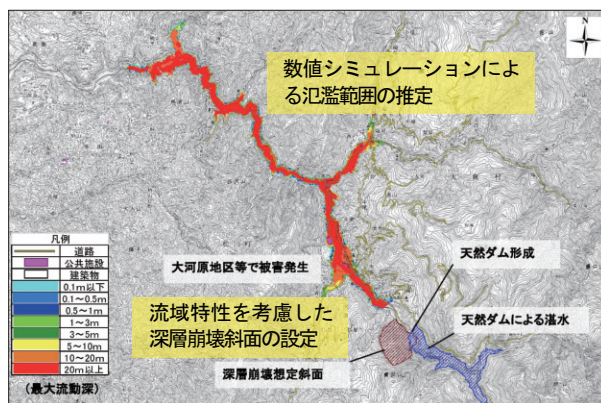 N
数値シミュレーションによ
る氾濫範囲の推定
天然ダム形成
大河原地区等で被害発生
天然ダムによる湛水
流域特性を考慮した
深層崩壊斜面の設定
深層崩壊想定斜面
凡例
道路
公共施設
建築物
0.1m以下
0.1～0.5m
0.5～1m
1～3m
3～5m
5～10m
10～20m
20m以上
(最大流動深)